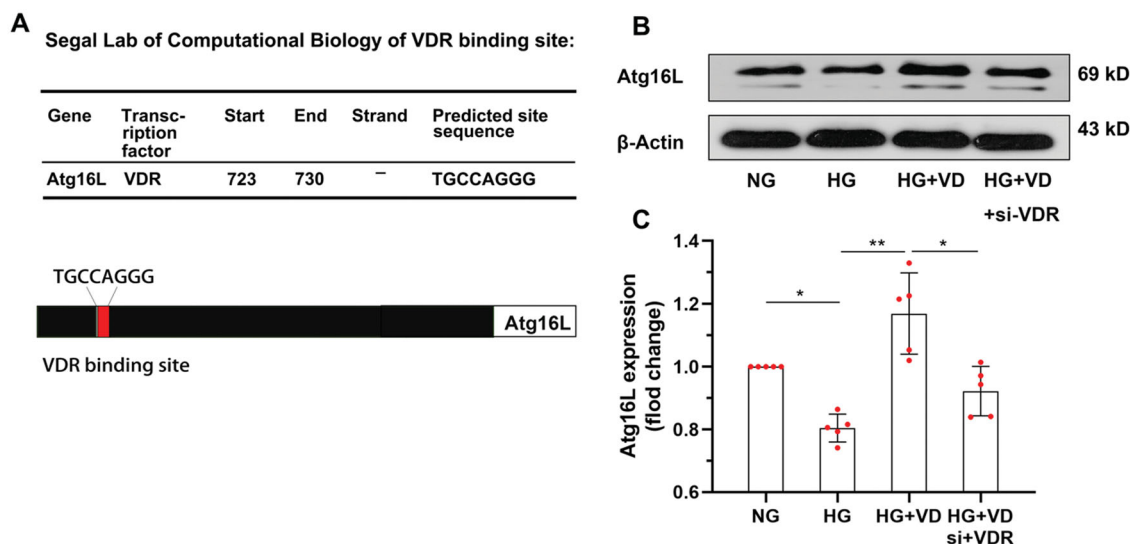 A
Segal Lab of Computational Biology of VDR binding site:
Gene Transc-ription factor Start End Strand Predicted site sequence
Atg16L VDR 723 730 − TGCCAGGG
TGCCAGGG
Atg16L
VDR binding site
B
Atg16L 69 kD
β-Actin 43 kD
NG HG HG+VD HG+VD
+si-VDR
C
Atg16L expression
(flod change)
1.4
1.2
1.0
0.8
0.6
* ** *
NG HG HG+VD HG+VD
si+VDR